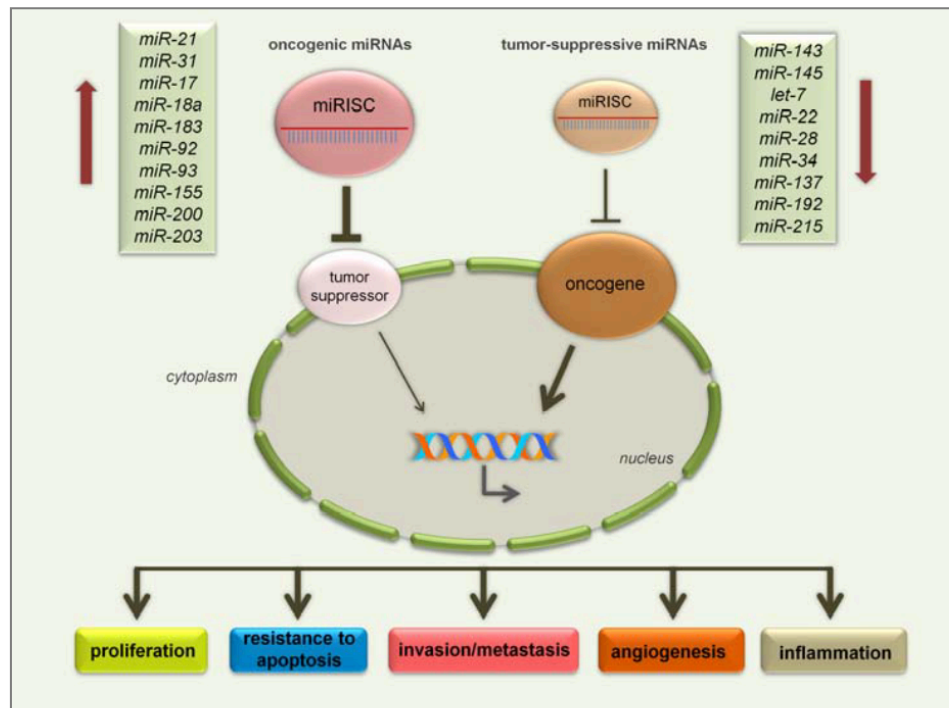 miR-21
miR-31
miR-17
miR-18a
miR-183
miR-92
miR-93
miR-155
miR-200
miR-203
oncogenic miRNAs
miRISC
tumor-suppressive miRNAs
miRISC
miR-143
miR-145
let-7
miR-22
miR-28
miR-34
miR-137
miR-192
miR-215
tumor
suppressor
oncogene
cytoplasm
nucleus
proliferation
resistance to
apoptosis
invasion/metastasis
angiogenesis
inflammation